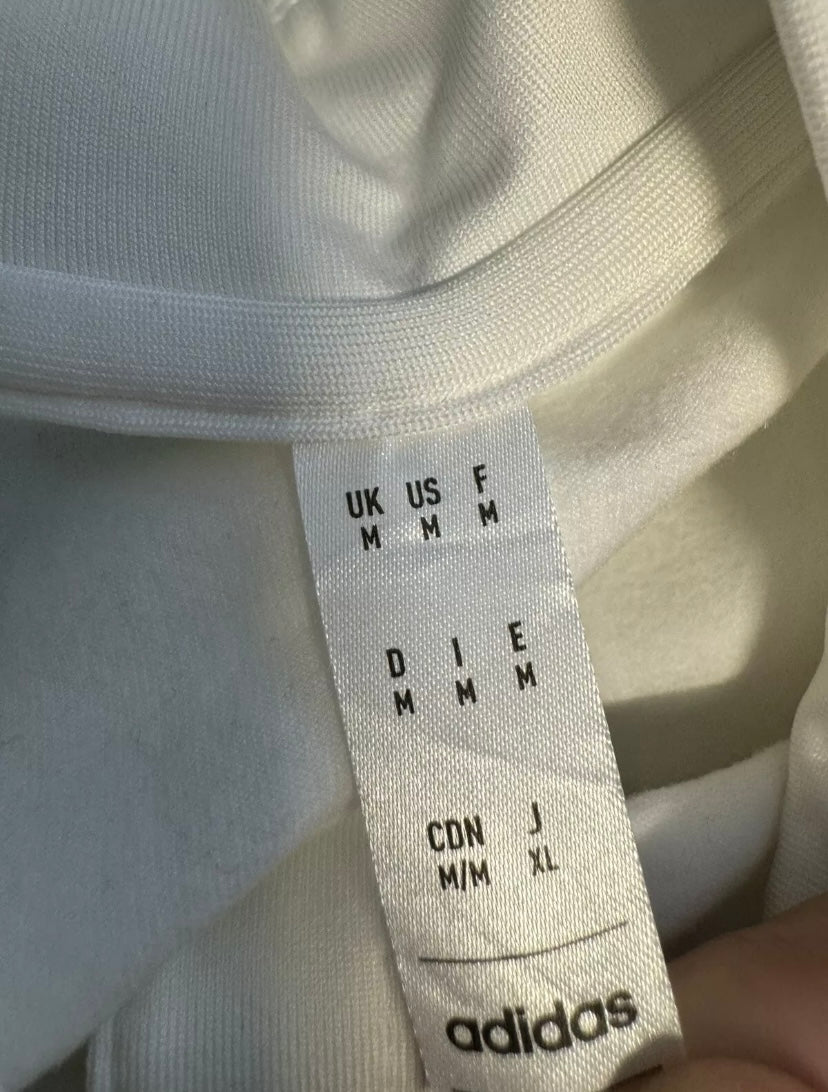 UK US F
M M M
D I E
M M M
CDN J
M/M XL
adidas